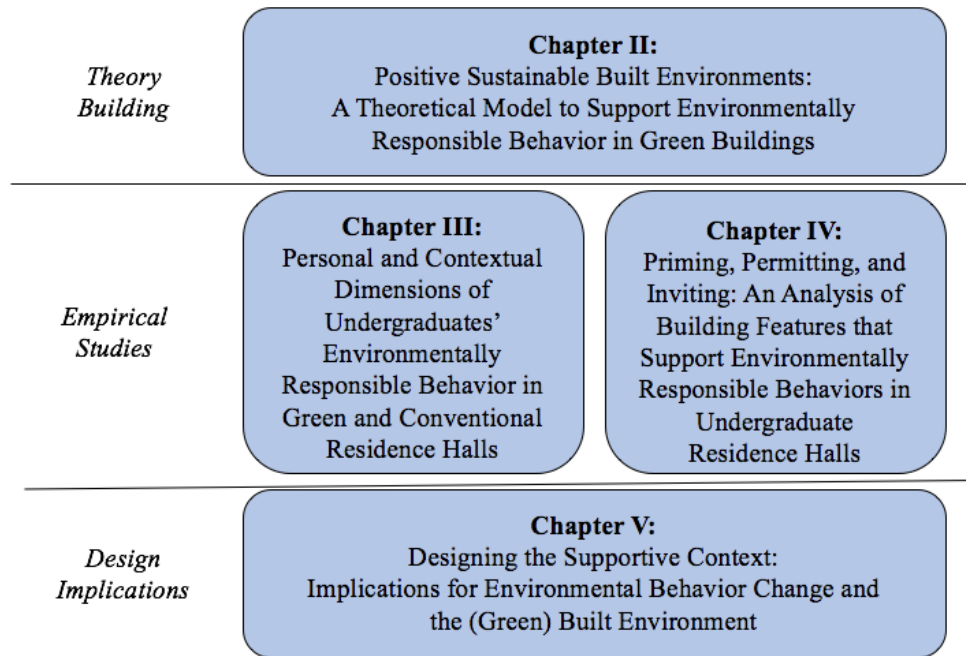 Theory
Building
Chapter II:
Positive Sustainable Built Environments:
A Theoretical Model to Support Environmentally
Responsible Behavior in Green Buildings
Empirical
Studies
Chapter III:
Personal and Contextual
Dimensions of
Undergraduates’
Environmentally
Responsible Behavior in
Green and Conventional
Residence Halls
Chapter IV:
Priming, Permitting, and
Inviting: An Analysis of
Building Features that
Support Environmentally
Responsible Behaviors in
Undergraduate
Residence Halls
Design
Implications
Chapter V:
Designing the Supportive Context:
Implications for Environmental Behavior Change and
the (Green) Built Environment